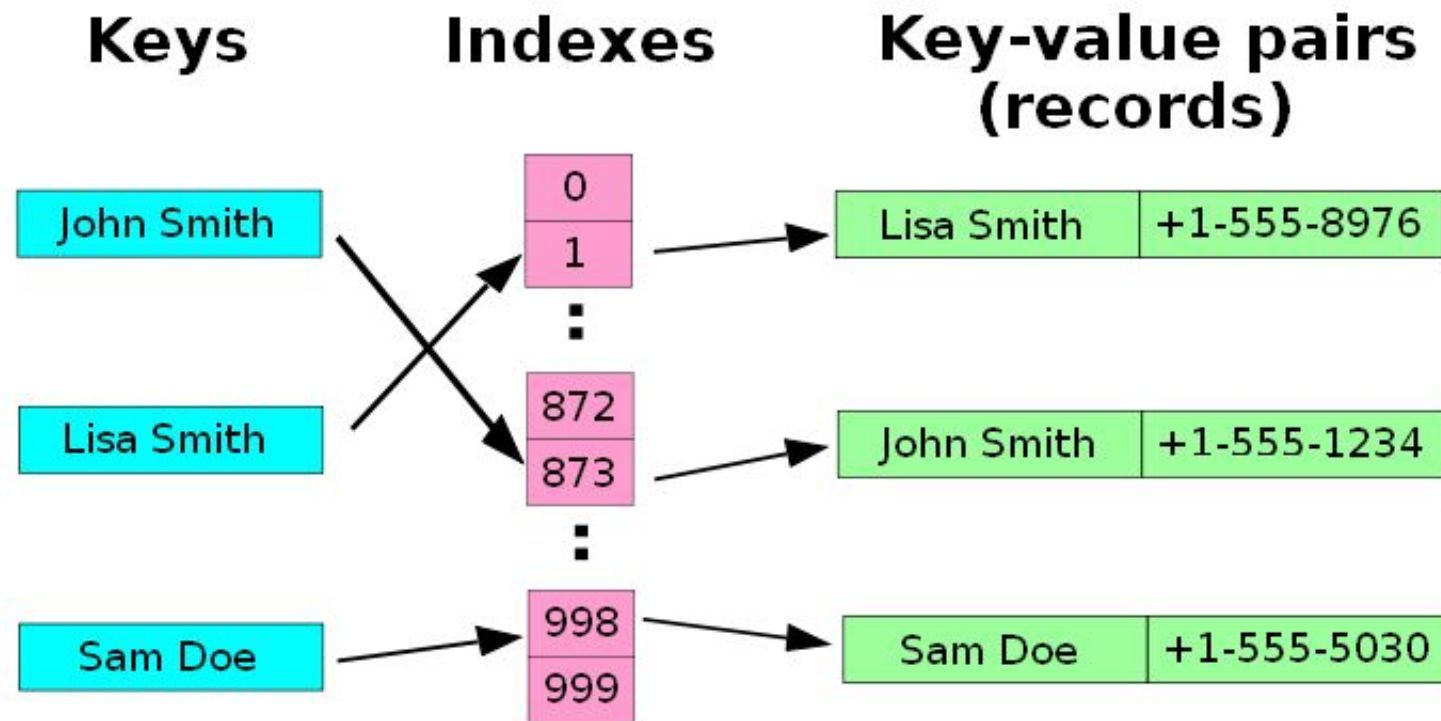 Keys
Indexes
Key-value pairs
(records)
John Smith
Lisa Smith
Sam Doe
0
1
:
872
873
:
998
999
Lisa Smith +1-555-8976
John Smith +1-555-1234
Sam Doe +1-555-5030